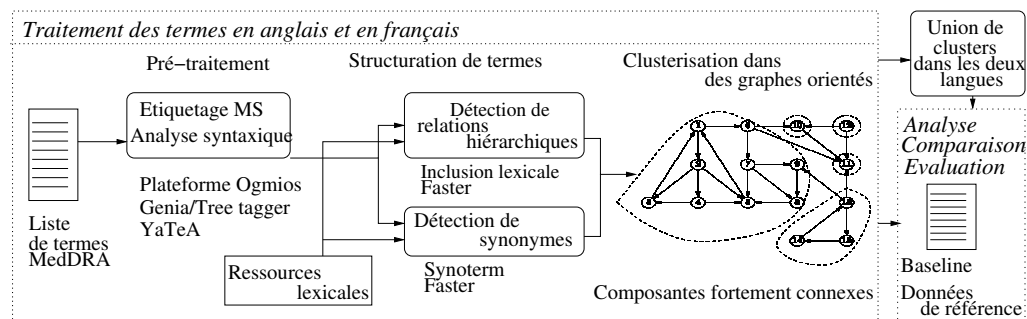 Traitement des termes en anglais et en français
Pré-traitement
Structuration de termes
Clusterisation dans
des graphes orientés
Union de
clusters
dans les deux
langues
Etiquetage MS
Analyse syntaxique
Plateforme Ogmios
Genia/Tree tagger
YaTeA
Liste
de termes
MedDRA
Ressources
lexicales
Détection de
relations
hiérarchiques
Inclusion lexicale
Faster
Détection de
synonymes
Synoterm
Faster
Composantes fortement connexes
Analyse
Comparaison
Evaluation
Baseline
Données
de référence